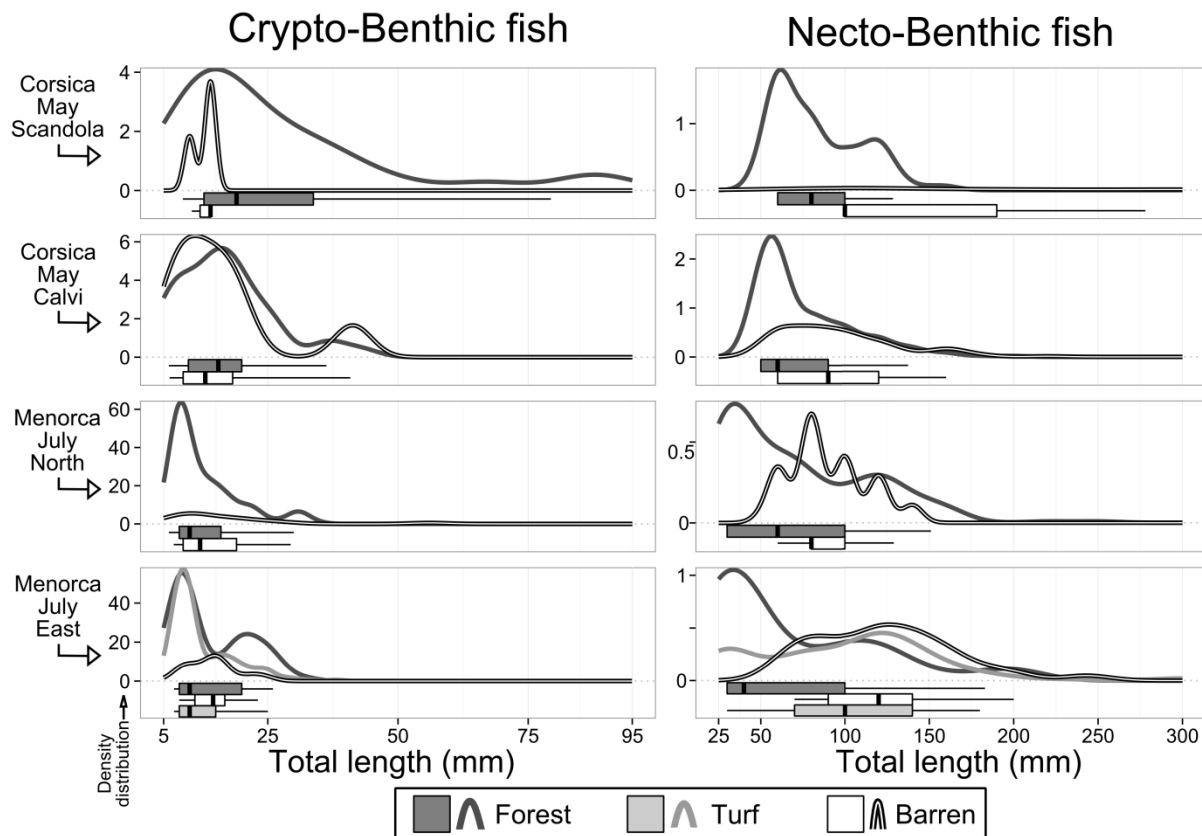 Crypto-Benthic fish
Necto-Benthic fish
Corsica
May
Scandola
4
2
0
1
0
Corsica
May
Calvi
6
4
2
0
2
1
0
Menorca
July
North
60
40
20
0
0.5
0
Menorca
July
East
40
20
0
1
0
Density
distribution
5 25 50 75 95
25 50 100 150 200 250 300
Total length (mm)
Total length (mm)
Forest Turf Barren